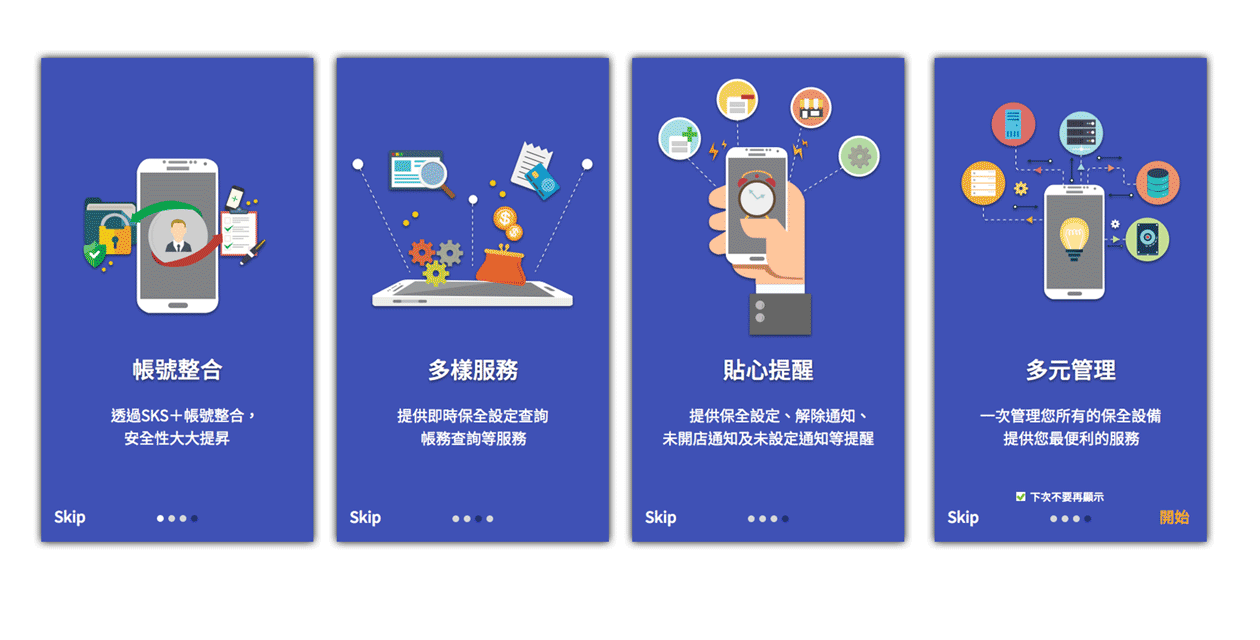 帳號整合
透過SKS＋帳號整合，
安全性大大提昇
Skip
多樣服務
提供即時保全設定查詢
帳務查詢等服務
Skip
貼心提醒
提供保全設定、解除通知、
未開店通知及未設定通知等提醒
Skip
多元管理
一次管理您所有的保全設備
提供您最便利的服務
下次不要再顯示
Skip
開始